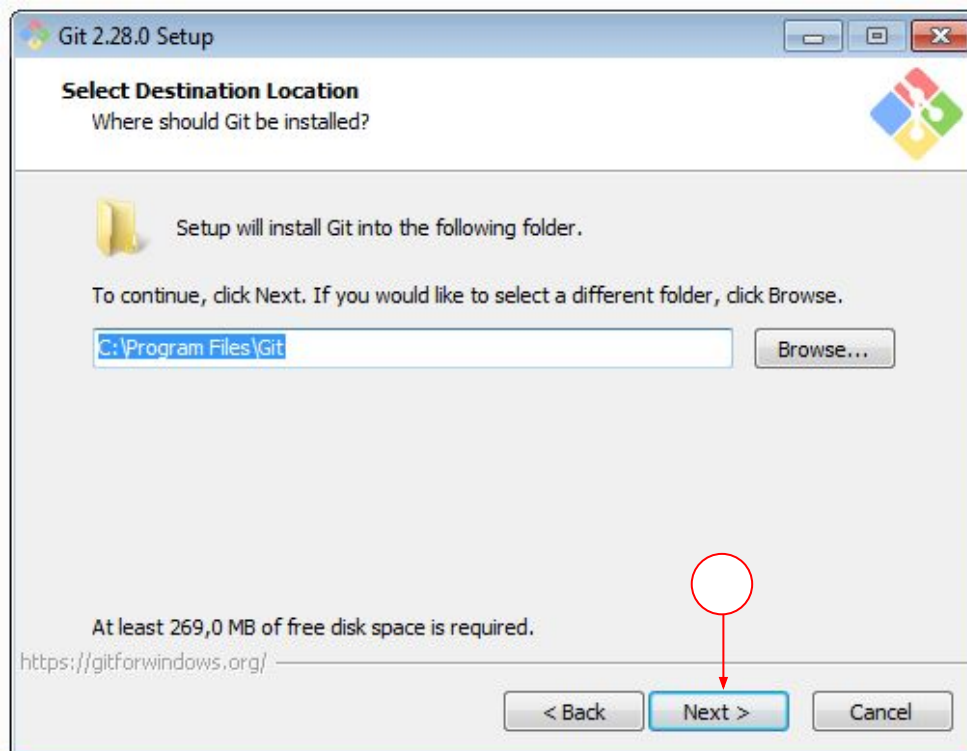 Git 2.28.0 Setup
Select Destination Location
Where should Git be installed?
Setup will install Git into the following folder.
To continue, click Next. If you would like to select a different folder, click Browse.
C:\Program Files\Git
Browse...
At least 269,0 MB of free disk space is required.
https://gitforwindows.org/
< Back
Next >
Cancel